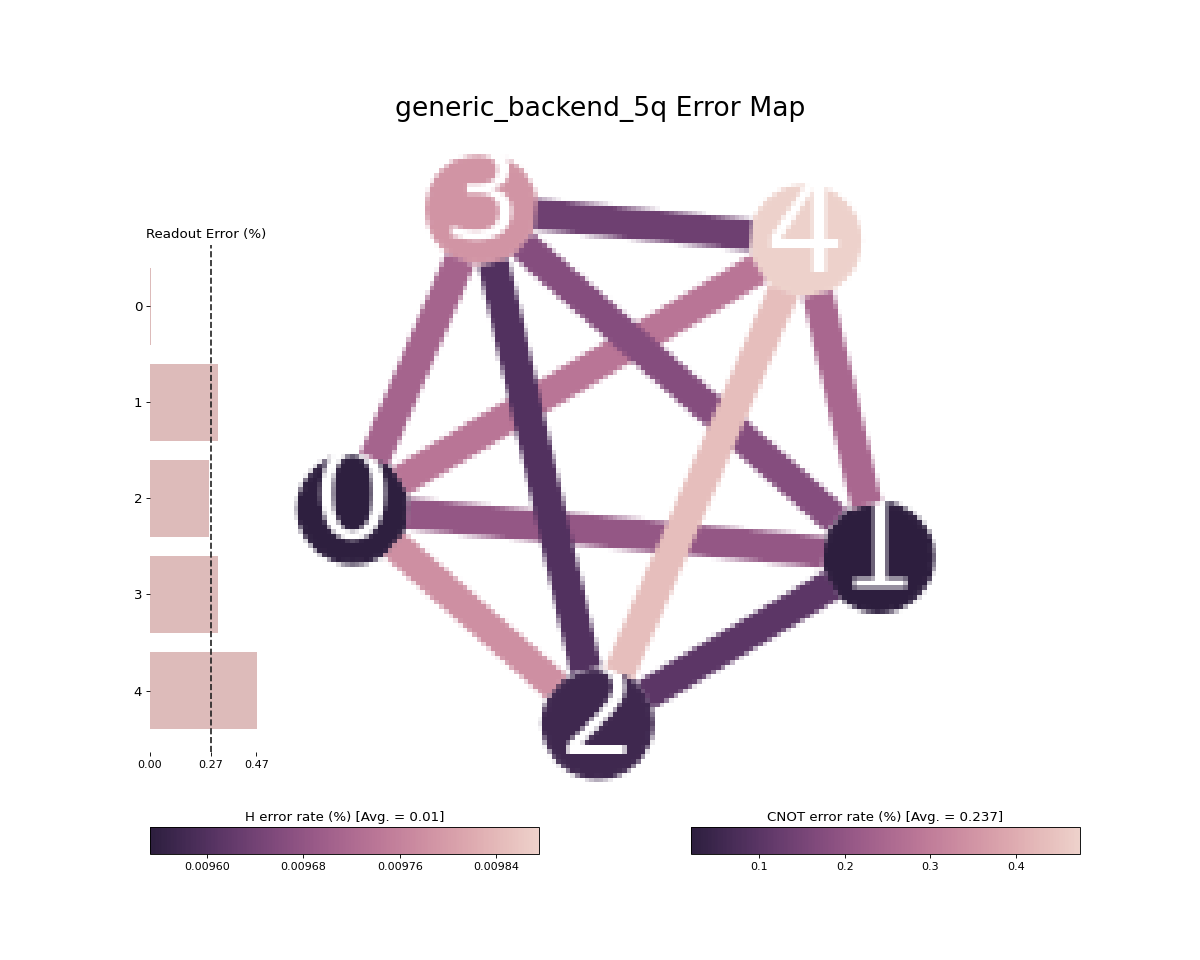 generic_backend_5q Error Map
3
4
Readout Error (%)
0
1
2
3
4
0.00 0.27 0.47
0
1
2
H error rate (%) [Avg. = 0.01]
0.00960 0.00968 0.00976 0.00984
CNOT error rate (%) [Avg. = 0.237]
0.1 0.2 0.3 0.4